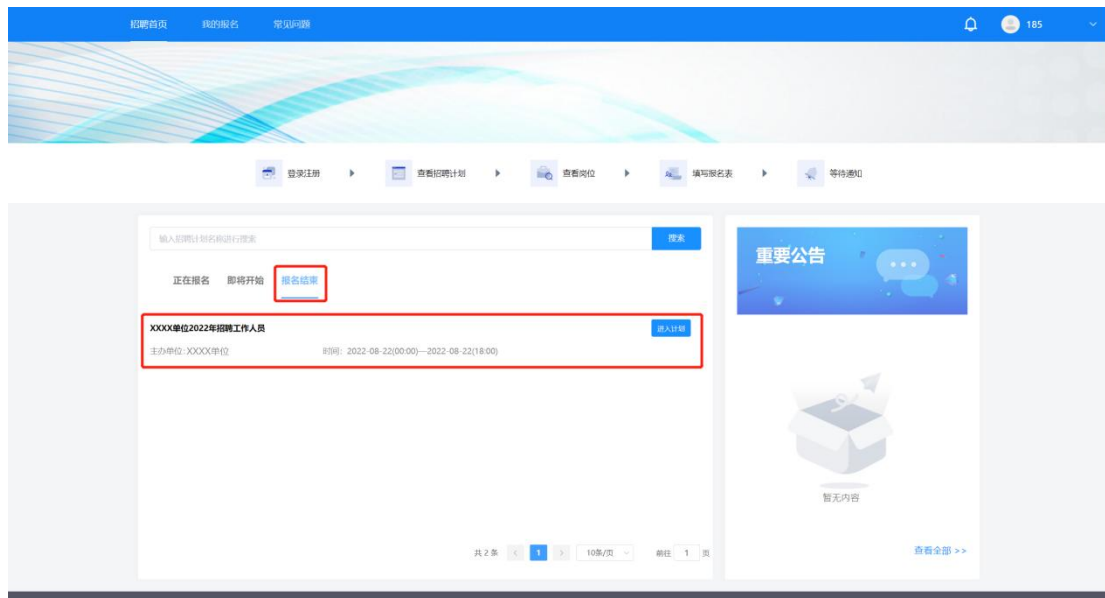 招聘首页 我的报名 常见问题 185
登录注册 查看招聘计划 查看岗位 填写报名表 等待通知
输入招聘计划名称进行搜索 搜索
正在报名 即将开始 报名结束
XXXX单位2022年招聘工作人员 进入计划
主办单位:XXXX单位 时间：2022-08-22(00:00)—2022-08-22(18:00)
共 2 条 < 1 > 10条/页 前往 1 页
重要公告
暂无内容
查看全部 >>